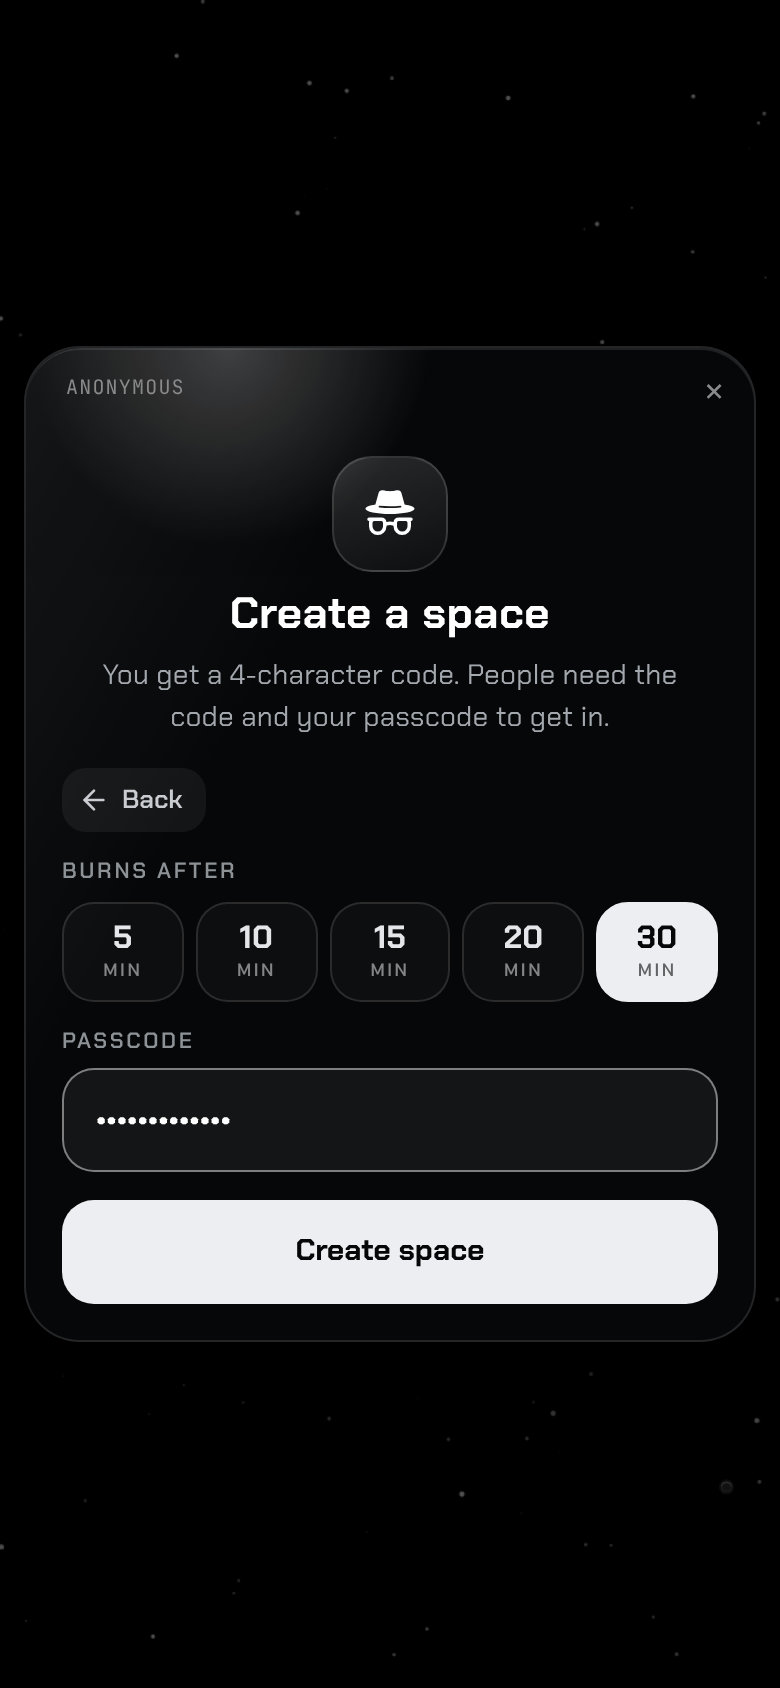 ANONYMOUS
Create a space
You get a 4-character code. People need the
code and your passcode to get in.
Back
BURNS AFTER
5 10 15 20 30
MIN MIN MIN MIN MIN
PASSCODE
•••••••••••••
Create space